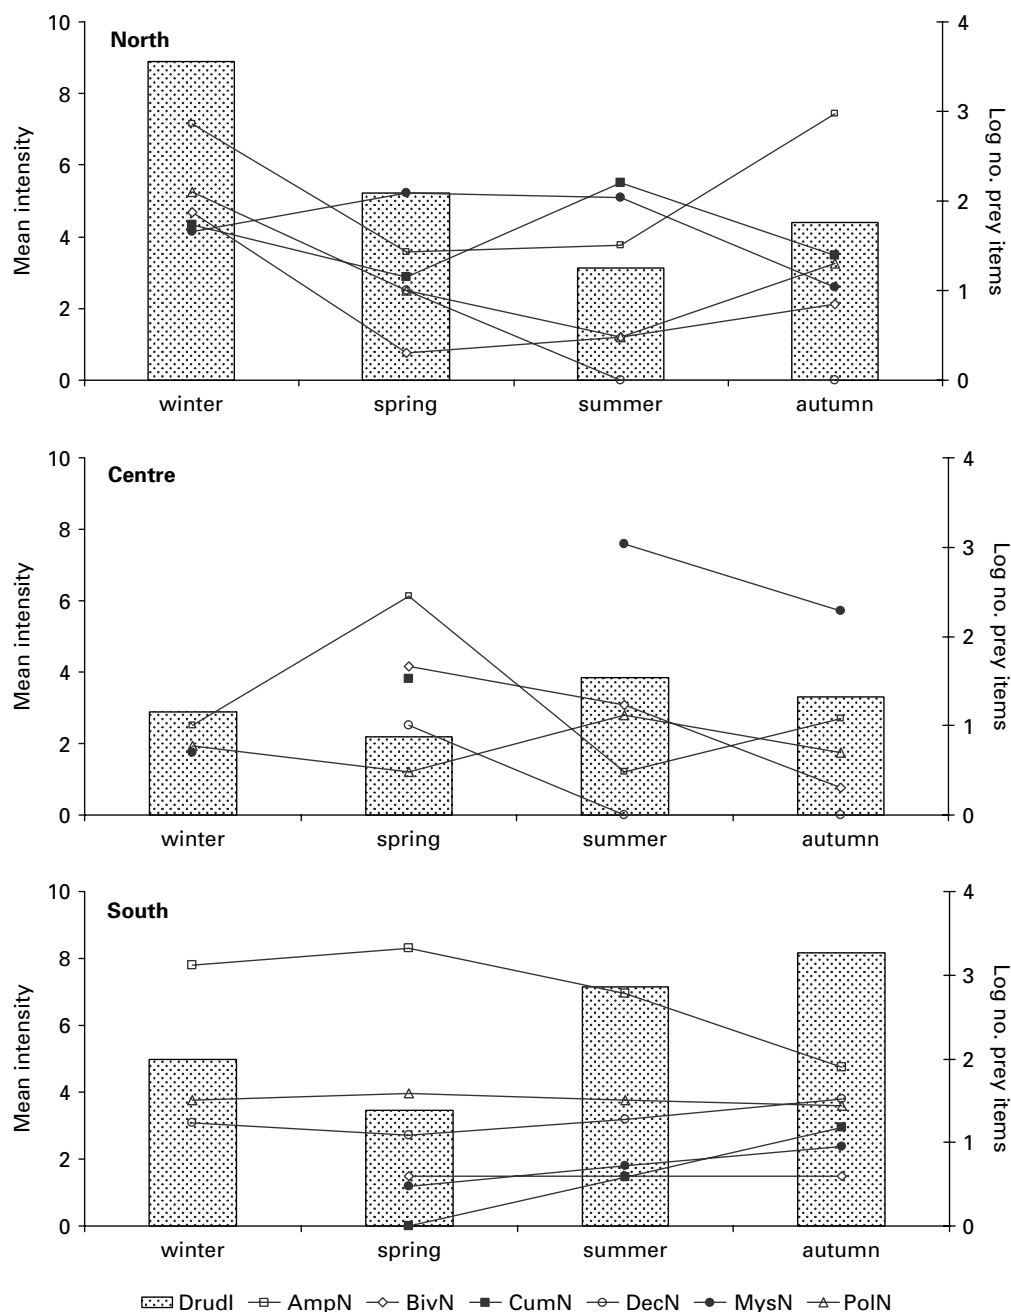 North
Mean intensity
Log no. prey items
10
8
6
4
2
0
4
3
2
1
0
winter spring summer autumn
Centre
Mean intensity
Log no. prey items
10
8
6
4
2
0
4
3
2
1
0
winter spring summer autumn
South
Mean intensity
Log no. prey items
10
8
6
4
2
0
4
3
2
1
0
winter spring summer autumn
DrudI AmpN BivN CumN DecN MysN PolN